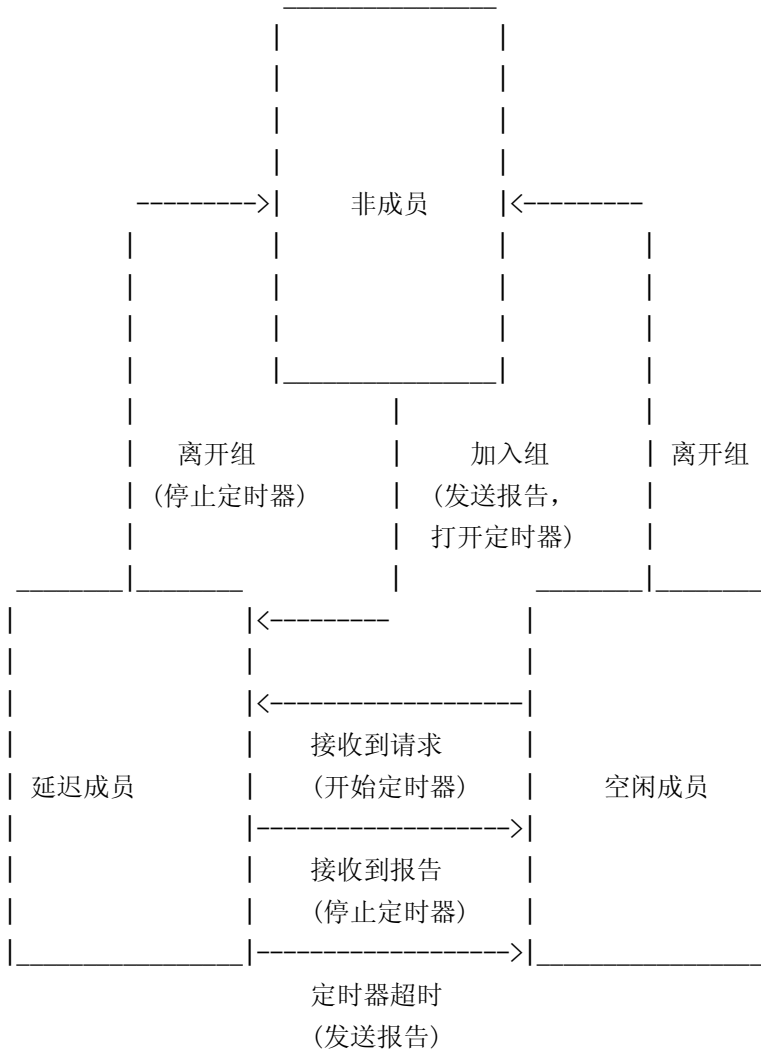 非成员
离开组 加入组 离开组
(停止定时器) (发送报告,
打开定时器)
接收到请求
延迟成员 (开始定时器) 空闲成员
接收到报告
(停止定时器)
定时器超时
(发送报告)